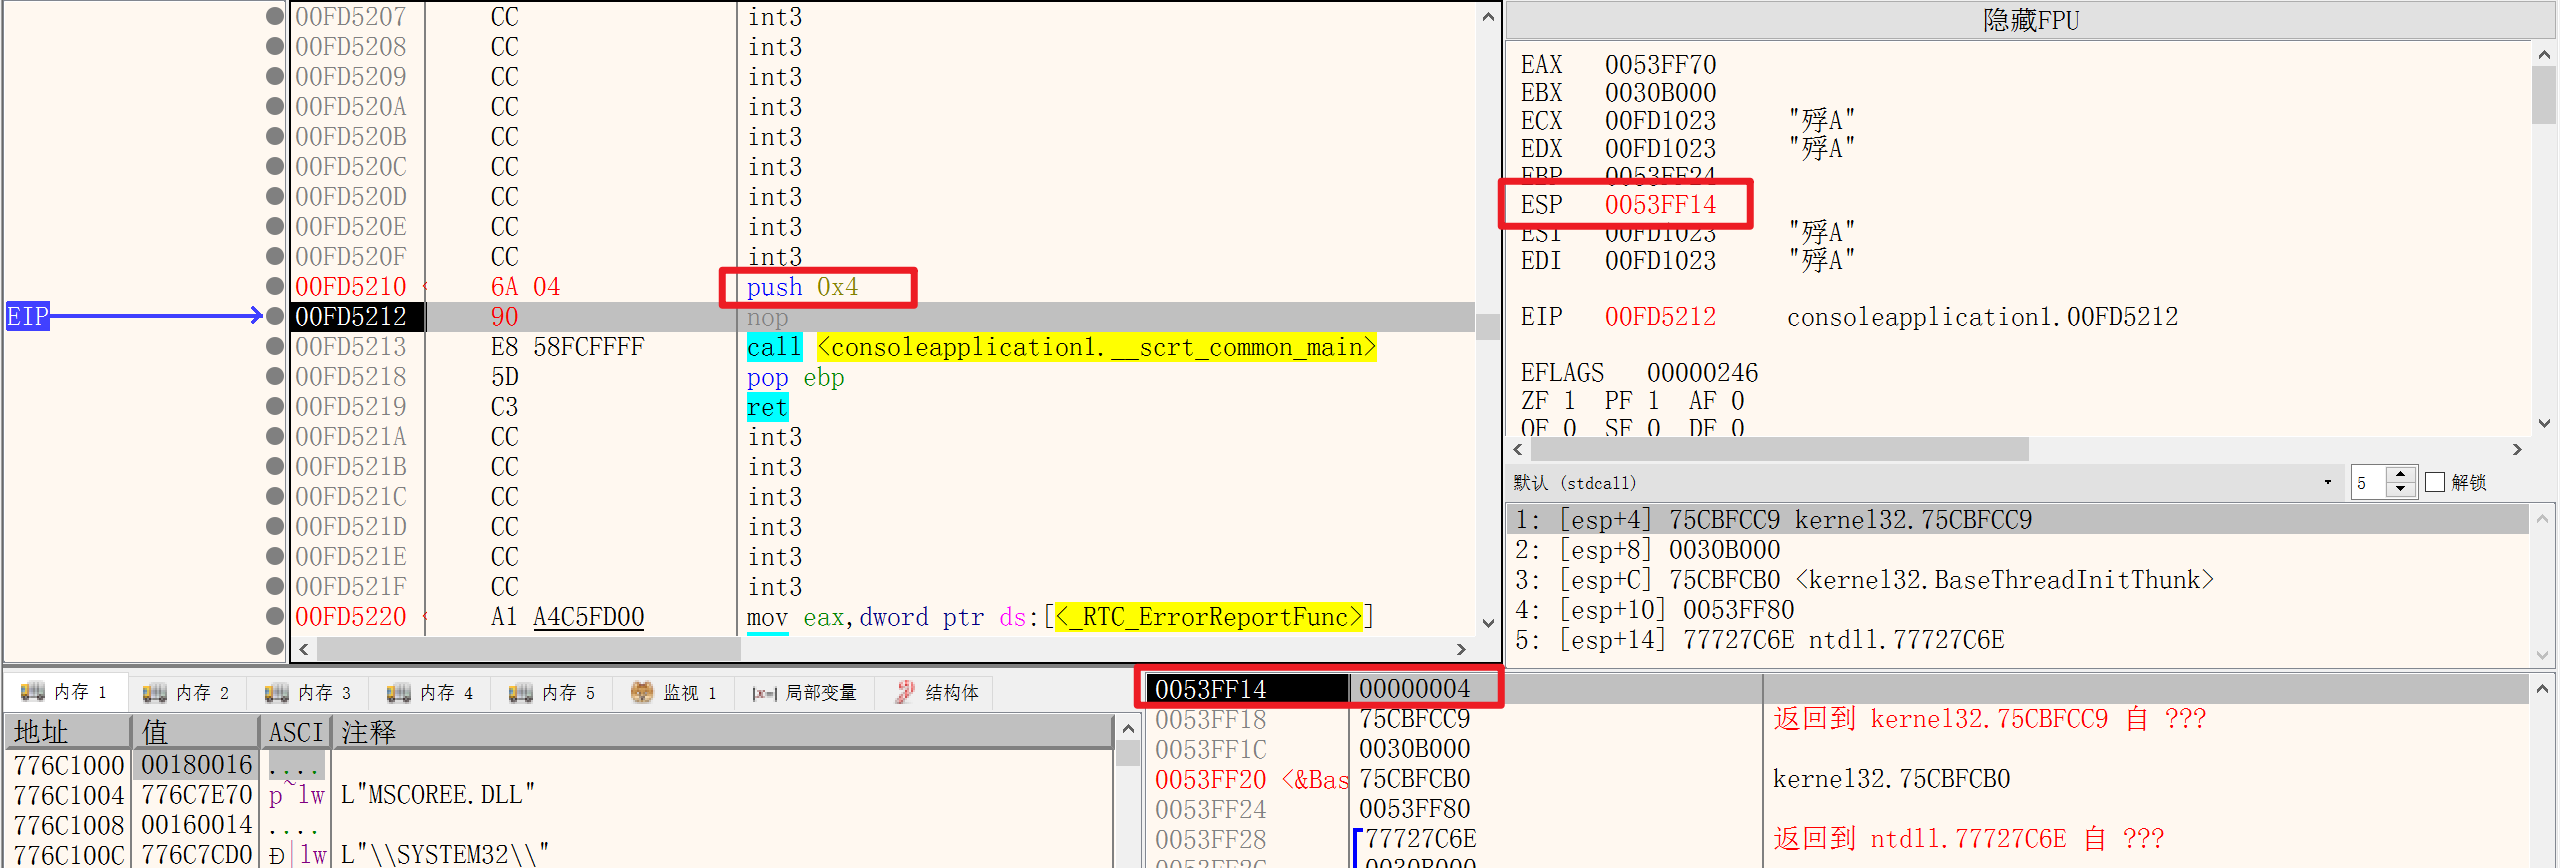 00FD5207 CC int3
00FD5208 CC int3
00FD5209 CC int3
00FD520A CC int3
00FD520B CC int3
00FD520C CC int3
00FD520D CC int3
00FD520E CC int3
00FD520F CC int3
00FD5210 6A 04 push 0x4
EIP 00FD5212 90 nop
00FD5213 E8 58FCFFFF call <consoleapplication1.__scrt_common_main>
00FD5218 5D pop ebp
00FD5219 C3 ret
00FD521A CC int3
00FD521B CC int3
00FD521C CC int3
00FD521D CC int3
00FD521E CC int3
00FD521F CC int3
00FD5220 A1 A4C5FD00 mov eax,dword ptr ds:[<_RTC_ErrorReportFunc>]
隐藏FPU
EAX 0053FF70
EBX 0030B000
ECX 00FD1023 "殍A"
EDX 00FD1023 "殍A"
EBP 0053FF24
ESP 0053FF14
ESI 00FD1023 "殍A"
EDI 00FD1023 "殍A"
EIP 00FD5212 consoleapplication1.00FD5212
EFLAGS 00000246
ZF 1 PF 1 AF 0
OF 0 SF 0 DF 0
默认 (stdcall) 5 解锁
1: [esp+4] 75CBFCC9 kernel32.75CBFCC9
2: [esp+8] 0030B000
3: [esp+C] 75CBFCB0 <kernel32.BaseThreadInitThunk>
4: [esp+10] 0053FF80
5: [esp+14] 77727C6E ntdll.77727C6E
内存 1 内存 2 内存 3 内存 4 内存 5 监视 1 局部变量 结构体
地址 值 ASCI 注释
776C1000 00180016 ....
776C1004 776C7E70 p~lw L"MSCOREE.DLL"
776C1008 00160014 ....
776C100C 776C7CD0 Ð|lw L"\\SYSTEM32\\"
0053FF14 00000004
0053FF18 75CBFCC9 返回到 kernel32.75CBFCC9 自 ???
0053FF1C 0030B000
0053FF20 <&Bas 75CBFCB0 kernel32.75CBFCB0
0053FF24 0053FF80
0053FF28 77727C6E 返回到 ntdll.77727C6E 自 ???
0053FF2C 0030B000